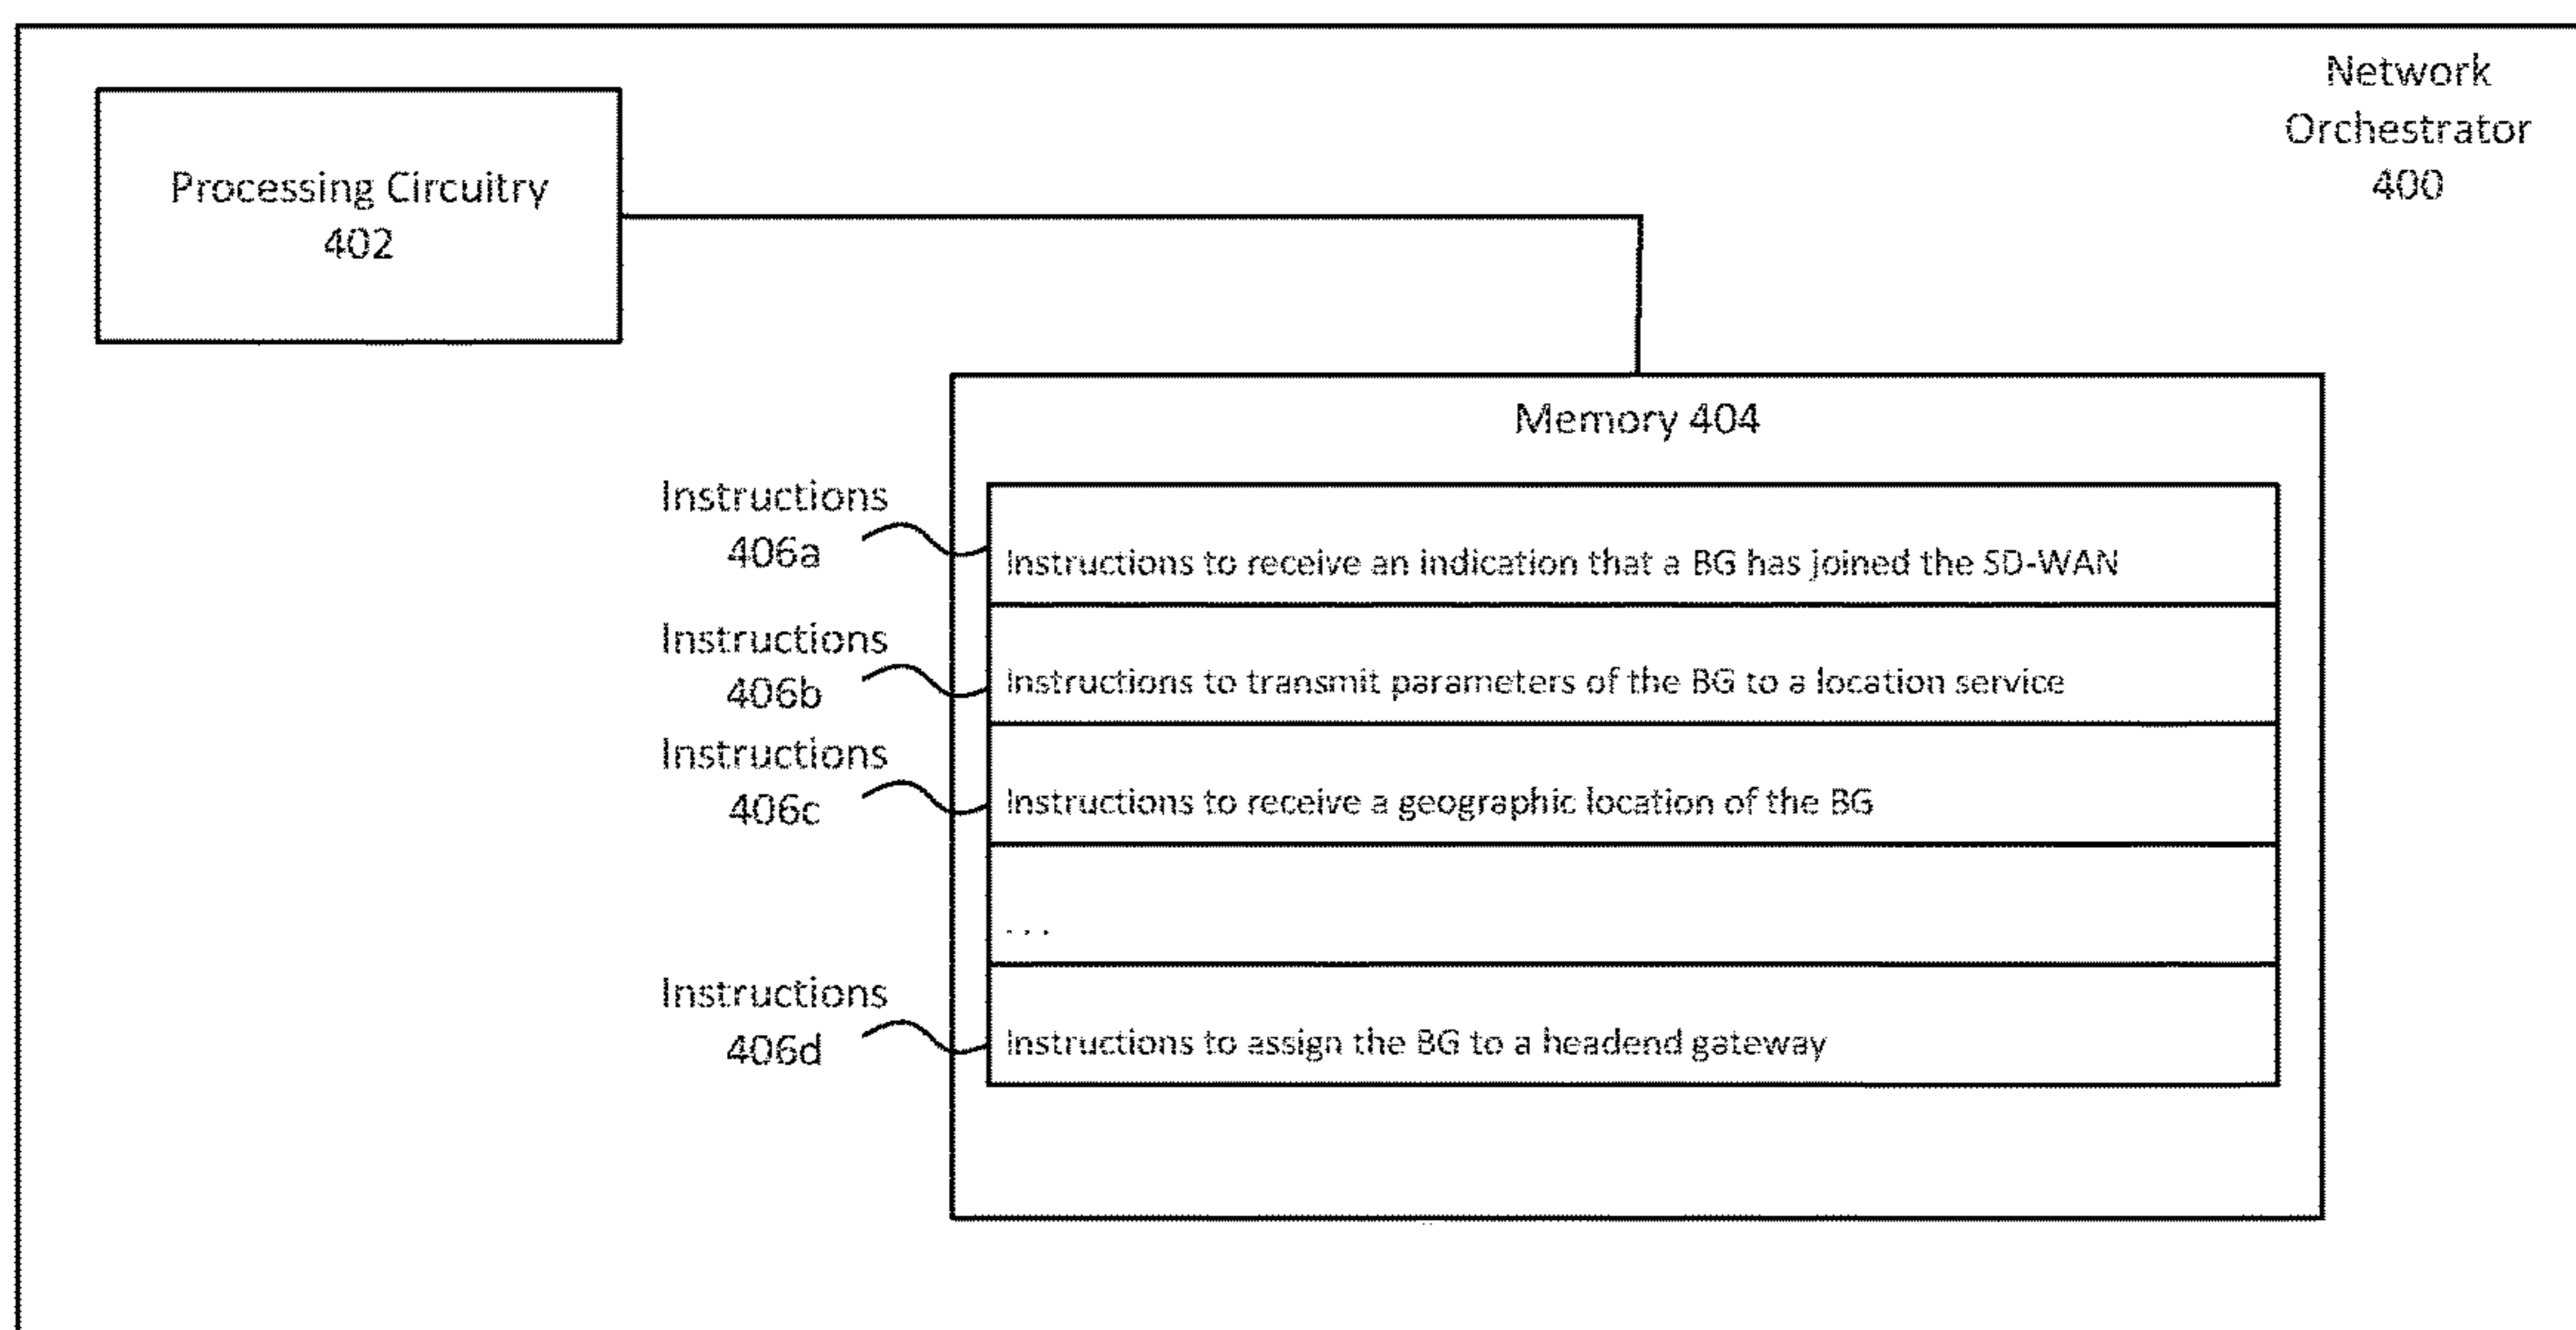 Network
Orchestrator
400
Processing Circuitry
402
Memory 404
Instructions
406a
Instructions to receive an indication that a BG has joined the SD-WAN
Instructions
406b
Instructions to transmit parameters of the BG to a location service
Instructions
406c
Instructions to receive a geographic location of the BG
. . .
Instructions
406d
Instructions to assign the BG to a headend gateway